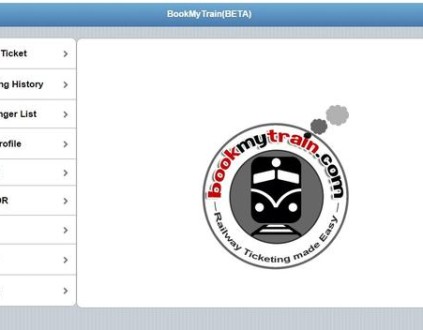 BookMyTrain(BETA)
Ticket
ng History
nger List
rofile
OR
bookmytrain.com
Railway Ticketing made Easy